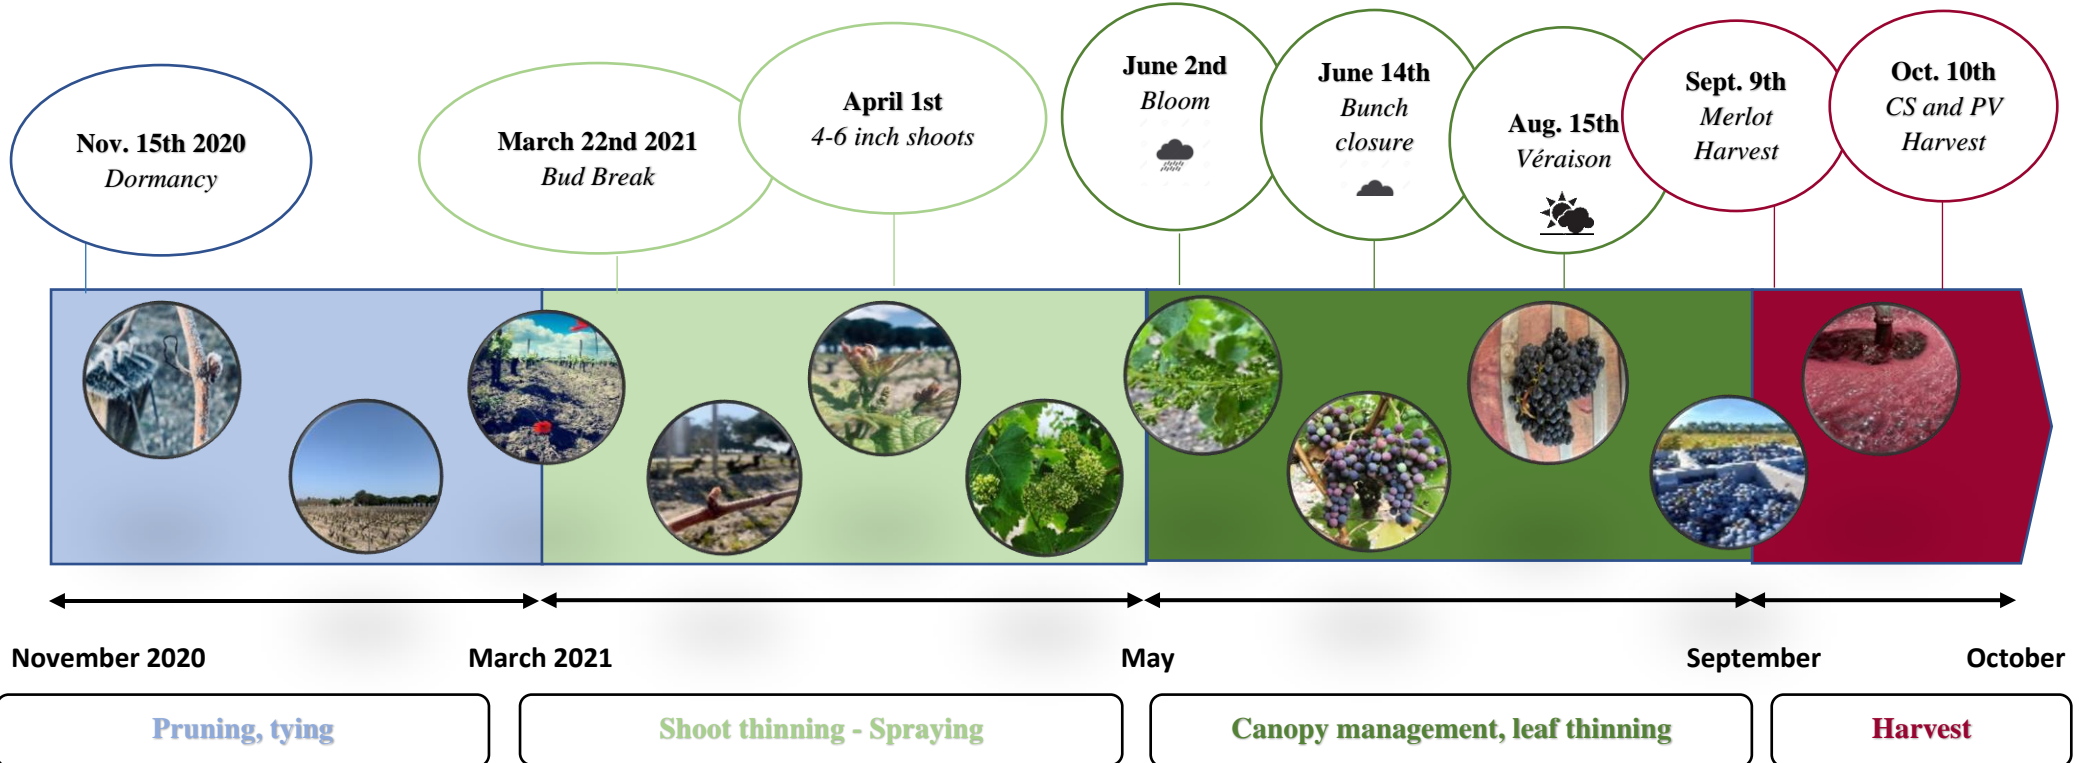 Nov. 15th 2020
Dormancy
March 22nd 2021
Bud Break
April 1st
4-6 inch shoots
June 2nd
Bloom
June 14th
Bunch
closure
Aug. 15th
Véraison
Sept. 9th
Merlot
Harvest
Oct. 10th
CS and PV
Harvest
November 2020
March 2021
May
September
October
Pruning, tying
Shoot thinning - Spraying
Canopy management, leaf thinning
Harvest